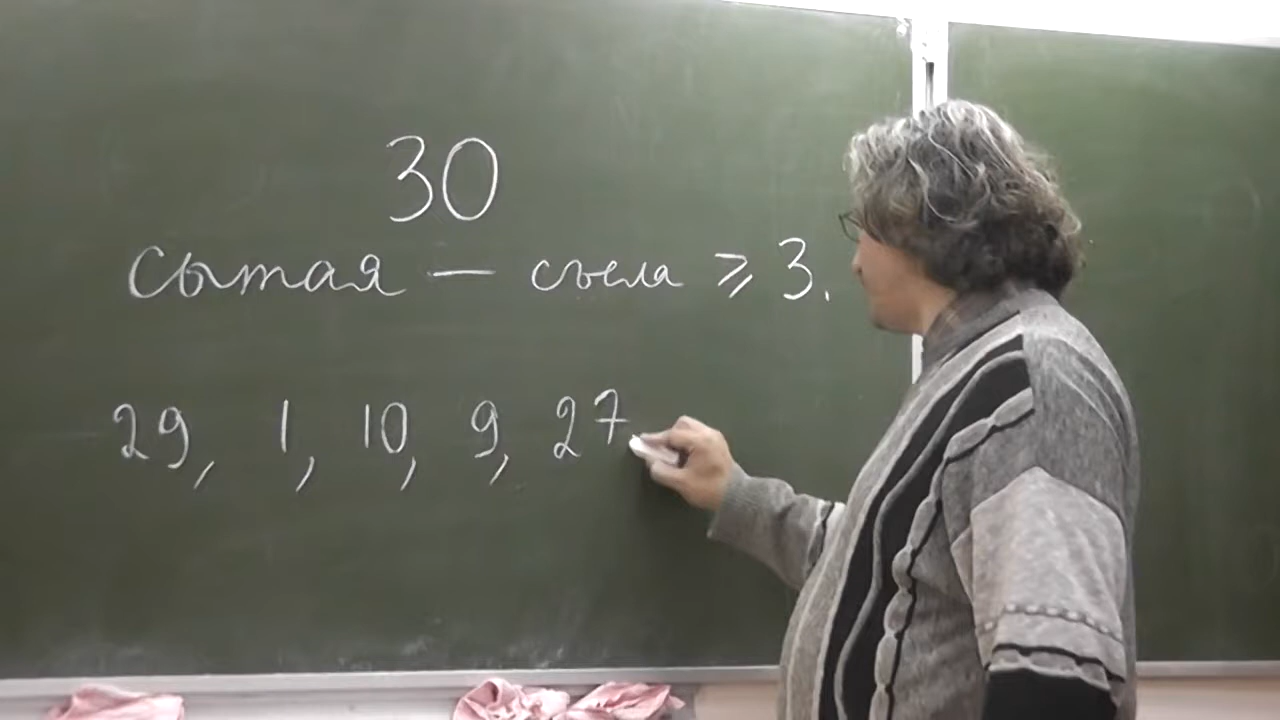 30
сытая — съела ⩾ 3.
29, 1, 10, 9, 27